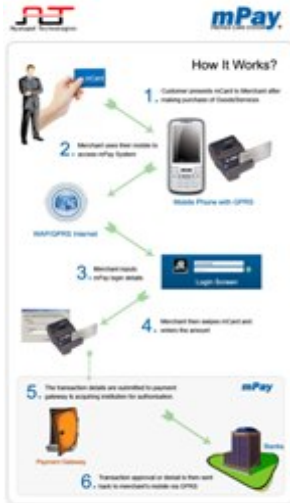 mPay
How It Works?
mCard
1. Customer presents mCard to Merchant after
making purchase of Goods/Services
2. Merchant uses their mobile to
access mPay System
Mobile Phone with GPRS
WAP/GPRS Internet
3. Merchant inputs
mPay login details
Login Screen
4. Merchant then swipes mCard and
enters the amount
5. The transaction details are submitted to payment
gateway & acquiring institution for authorisation.
mPay
Payment Gateway
Banks
6. Transaction approval or denial is then sent
back to merchant's mobile via GPRS